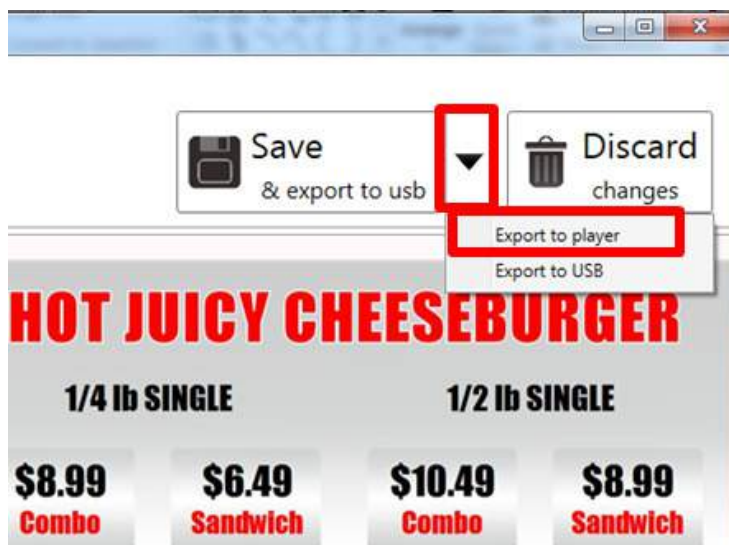 Save
& export to usb
Discard
changes
Export to player
Export to USB
HOT JUICY CHEESEBURGER
1/4 lb SINGLE 1/2 lb SINGLE
$8.99 $6.49 $10.49 $8.99
Combo Sandwich Combo Sandwich